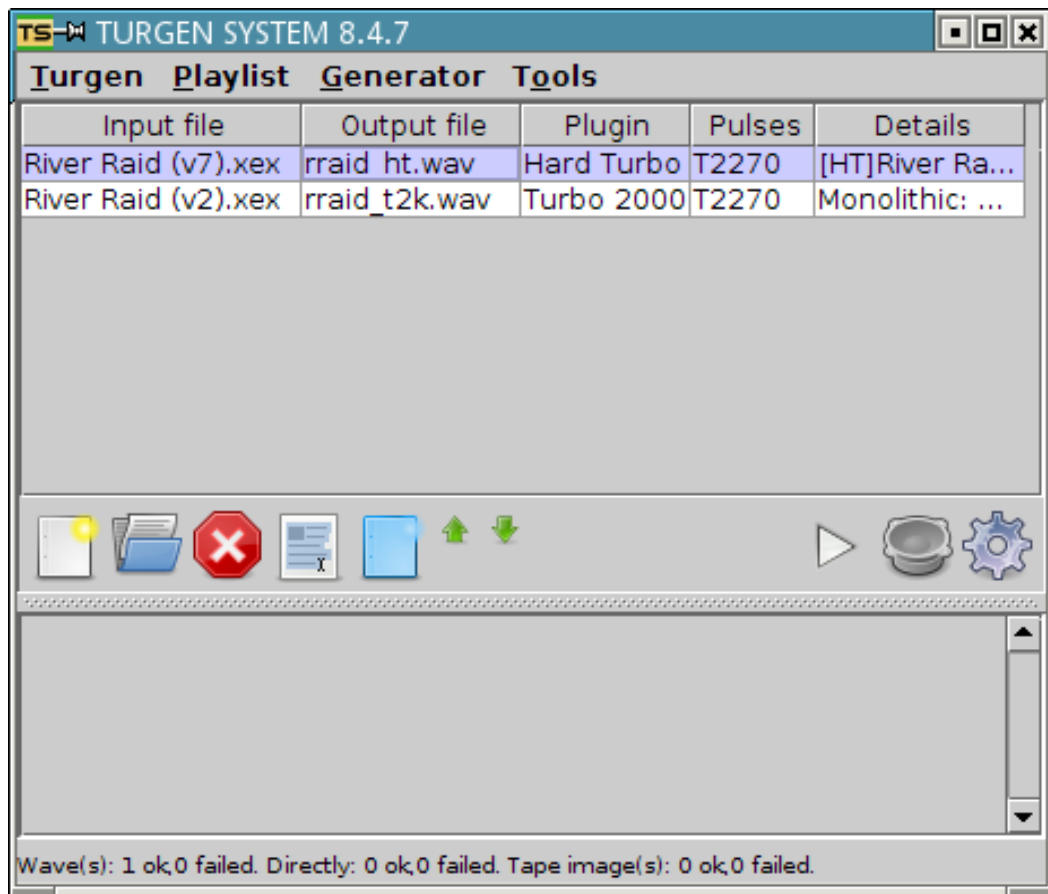 TS TURGEN SYSTEM 8.4.7
Turgen Playlist Generator Tools
Input file Output file Plugin Pulses Details
River Raid (v7).xex rraid_ht.wav Hard Turbo T2270 [HT]River Ra...
River Raid (v2).xex rraid_t2k.wav Turbo 2000 T2270 Monolithic: ...
Wave(s): 1 ok,0 failed. Directly: 0 ok,0 failed. Tape image(s): 0 ok,0 failed.